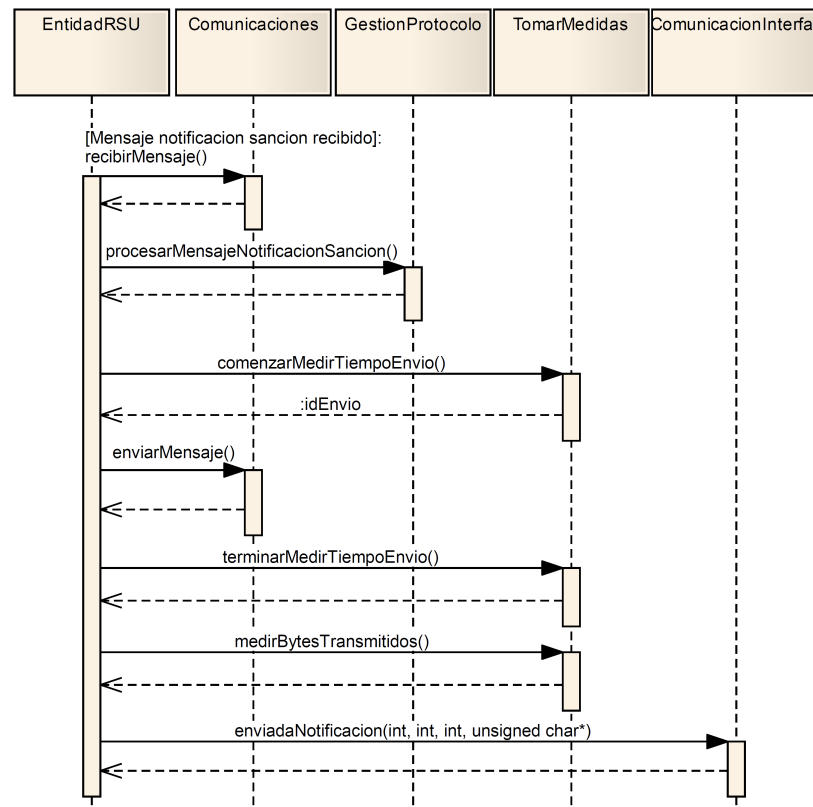 EntidadRSU
Comunicaciones
GestionProtocolo
TomarMedidas
ComunicacionInterfa
[Mensaje notificacion sancion recibido]:
recibirMensaje()
procesarMensajeNotificacionSancion()
comenzarMedirTiempoEnvio()
:idEnvio
enviarMensaje()
terminarMedirTiempoEnvio()
medirBytesTransmitidos()
enviadaNotificacion(int, int, int, unsigned char*)